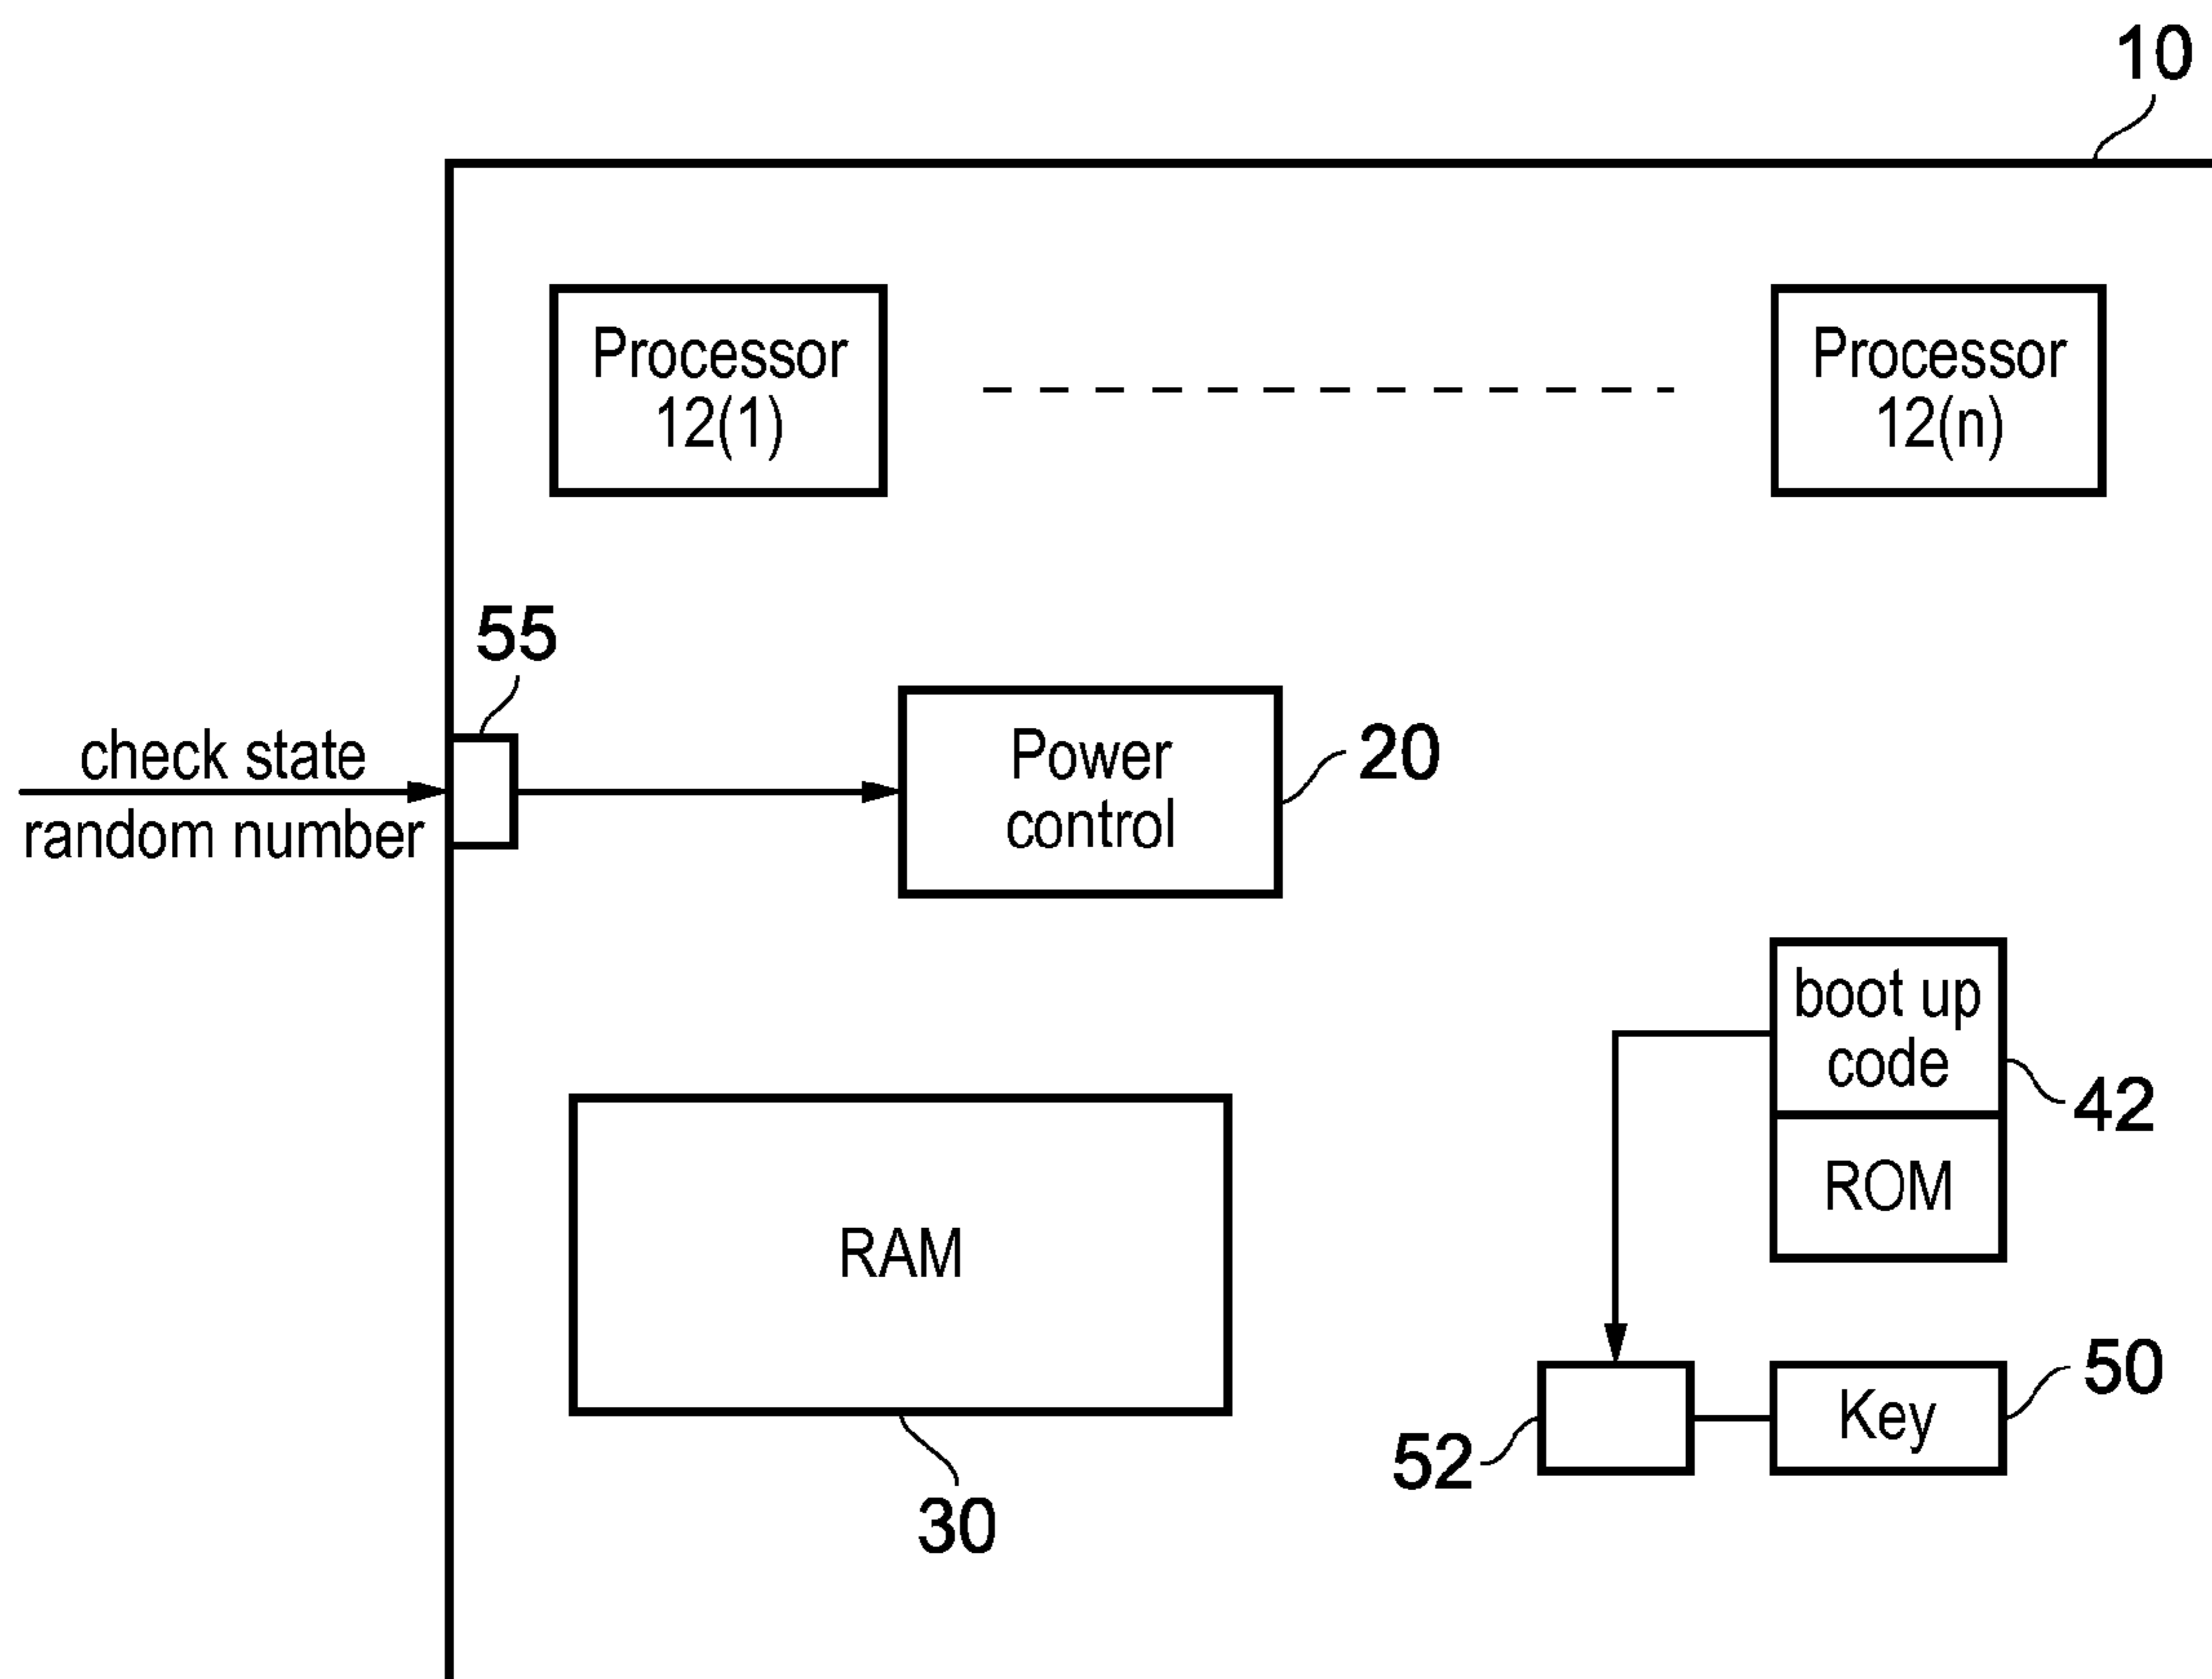 10
Processor
12(1)
Processor
12(n)
55
check state
random number
Power
control
20
boot up
code
42
ROM
RAM
30
52
Key
50